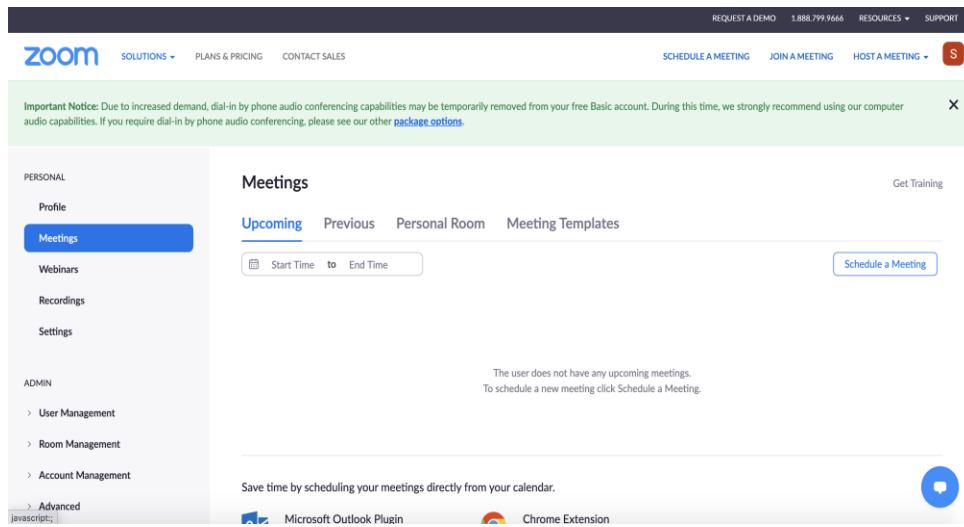 REQUEST A DEMO 1.888.799.9666 RESOURCES SUPPORT
zoom SOLUTIONS PLANS & PRICING CONTACT SALES SCHEDULE A MEETING JOIN A MEETING HOST A MEETING S
Important Notice: Due to increased demand, dial-in by phone audio conferencing capabilities may be temporarily removed from your free Basic account. During this time, we strongly recommend using our computer
audio capabilities. If you require dial-in by phone audio conferencing, please see our other package options.
PERSONAL
Profile
Meetings
Webinars
Recordings
Settings
ADMIN
User Management
Room Management
Account Management
Advanced
javascript:;
Meetings
Get Training
Upcoming Previous Personal Room Meeting Templates
Start Time to End Time
Schedule a Meeting
The user does not have any upcoming meetings.
To schedule a new meeting click Schedule a Meeting.
Save time by scheduling your meetings directly from your calendar.
Microsoft Outlook Plugin Chrome Extension